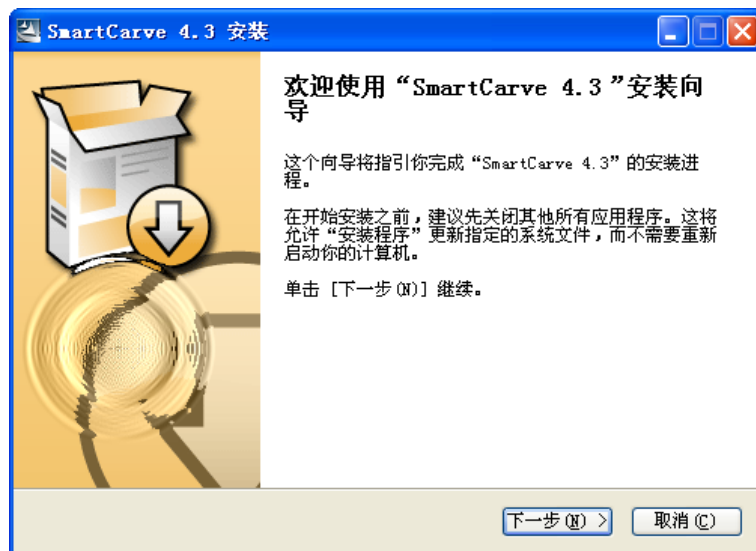 SmartCarve 4.3 安装
欢迎使用“SmartCarve 4.3”安装向
导
这个向导将指引你完成“SmartCarve 4.3”的安装进
程。
在开始安装之前，建议先关闭其他所有应用程序。这将
允许“安装程序”更新指定的系统文件，而不需要重新
启动你的计算机。
单击 [下一步(N)] 继续。
下一步(N) >
取消(C)